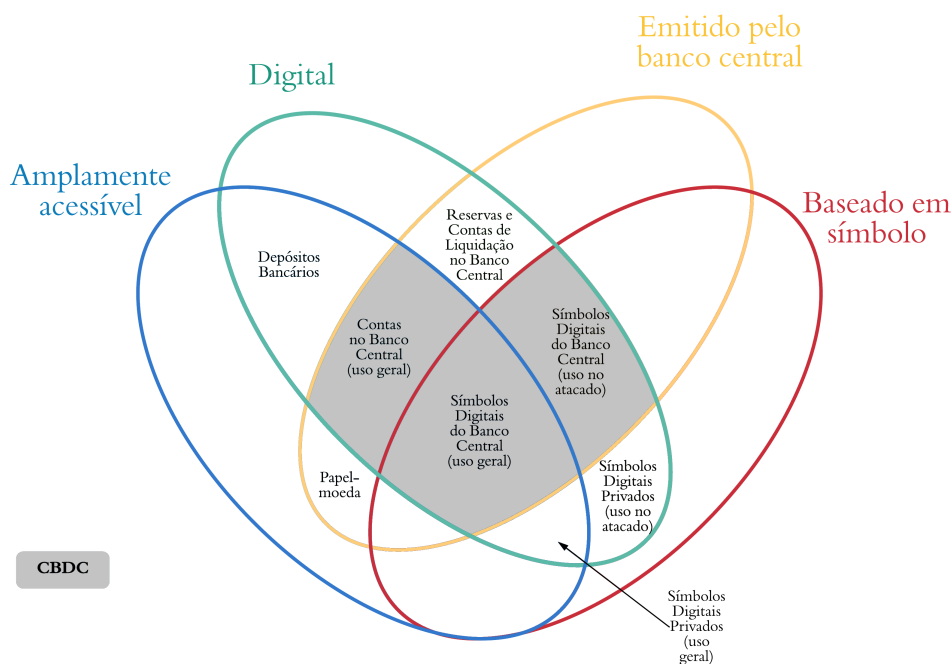 Emitido pelo
banco central
Digital
Amplamente
acessível
Baseado em
símbolo
Reservas e
Contas de
Liquidação
no Banco
Central
Depósitos
Bancários
Contas
no Banco
Central
(uso geral)
Símbolos
Digitais
do Banco
Central
(uso no
atacado)
Símbolos
Digitais
do Banco
Central
(uso geral)
Papel-
moeda
Símbolos
Digitais
Privados
(uso no
atacado)
CBDC
Símbolos
Digitais
Privados
(uso
geral)